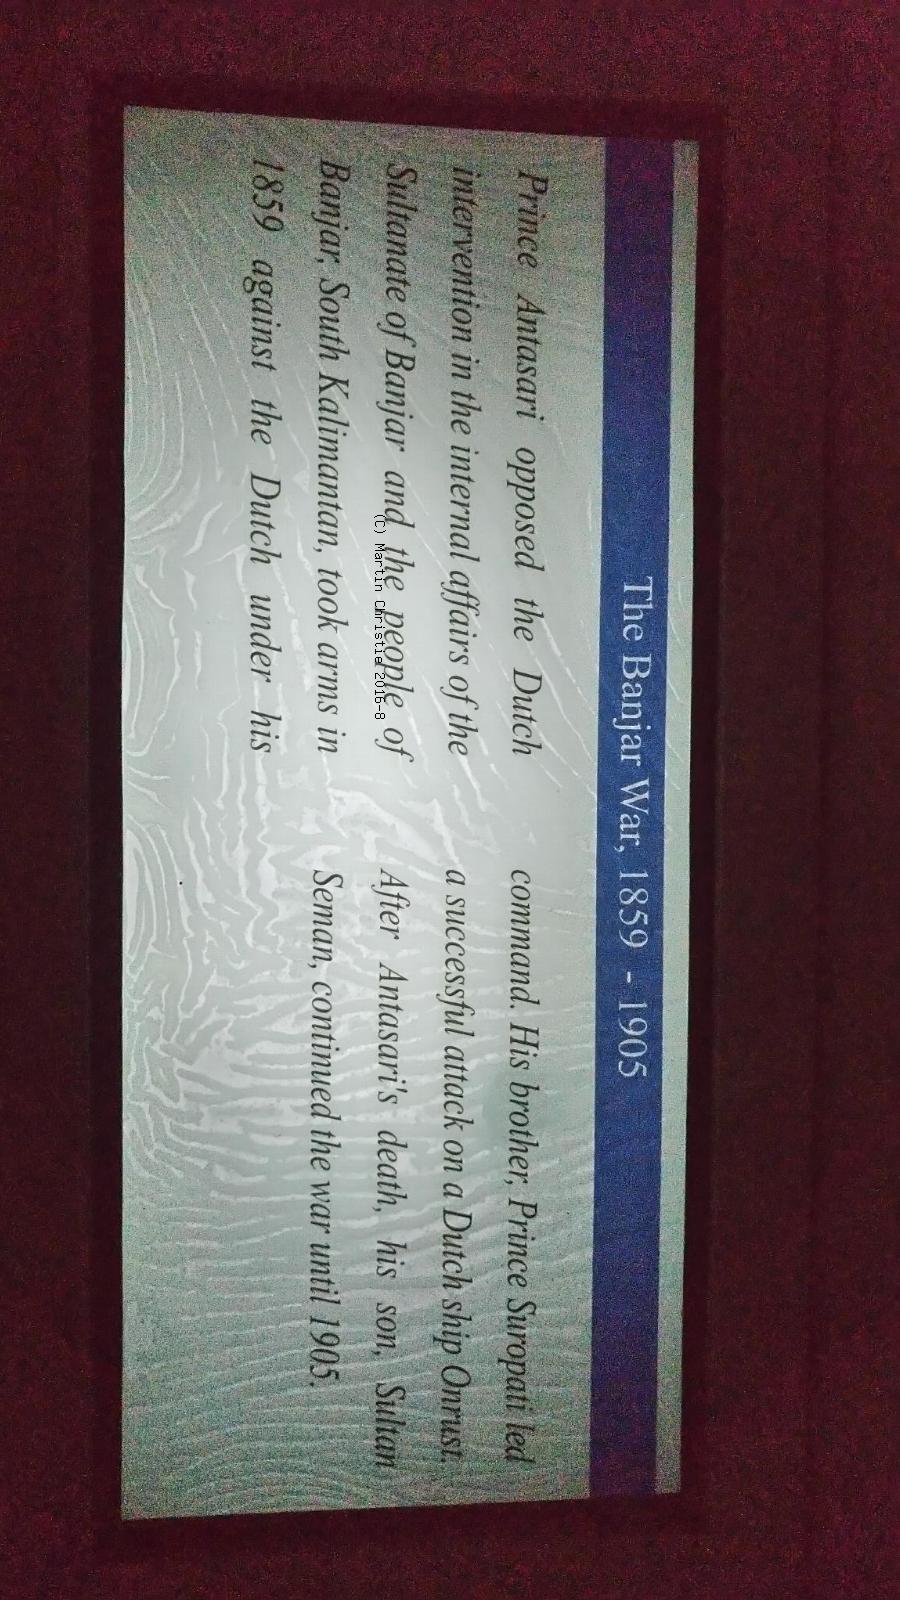 The Banjar War, 1859 - 1905
Prince Antasari opposed the Dutch
intervention in the internal affairs of the
Sultanate of Banjar and the people of
Banjar, South Kalimantan, took arms in
1859 against the Dutch under his
command. His brother, Prince Suropati led
a successful attack on a Dutch ship Onrust.
After Antasari's death, his son, Sultan
Seman, continued the war until 1905.
(C) Martin Christie 2016-8